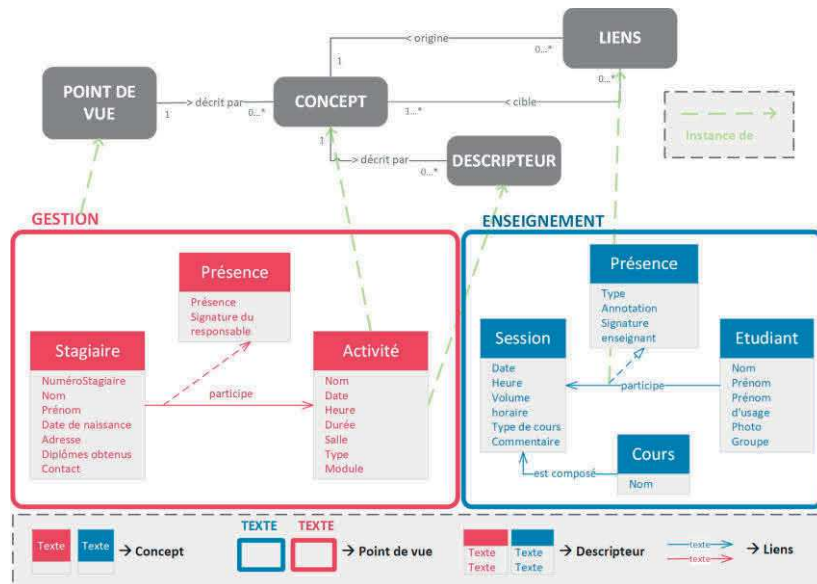 < origine
1
0...*
LIENS
0...*
POINT DE
VUE
1
> décrit par
0...*
CONCEPT
1...*
< cible
1
> décrit par
0...*
DESCRIPTEUR
Instance de
GESTION
Présence
Présence
Signature du
responsable
Stagiaire
NuméroStagiaire
Nom
Prénom
Date de naissance
Adresse
Diplômes obtenus
Contact
participe
Activité
Nom
Date
Heure
Durée
Salle
Type
Module
ENSEIGNEMENT
Présence
Type
Annotation
Signature
enseignant
Session
Date
Heure
Volume
horaire
Type de cours
Commentaire
participe
Etudiant
Nom
Prénom
Prénom
d'usage
Photo
Groupe
est composé
Cours
Nom
Texte
Texte
→ Concept
TEXTE
TEXTE
→ Point de vue
Texte
Texte
Texte
Texte
→ Descripteur
texte
texte
→ Liens